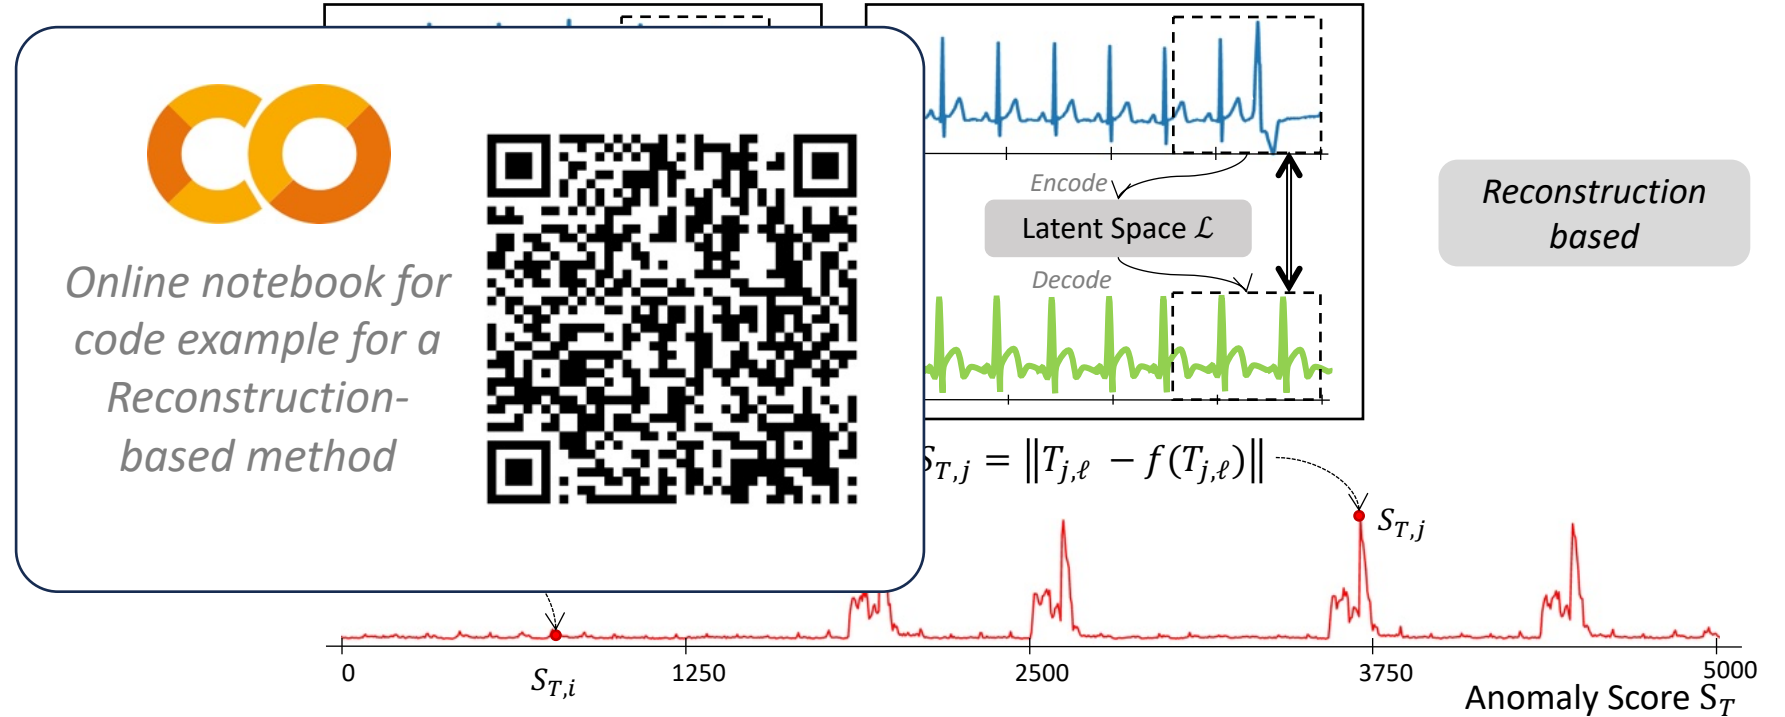 Online notebook for
code example for a
Reconstruction-
based method
Encode
Latent Space ℒ
Decode
Reconstruction
based
S_{T,j} = ‖T_{j,ℓ} − f(T_{j,ℓ})‖
S_{T,j}
0
1250
2500
3750
5000
S_{T,i}
Anomaly Score S_T